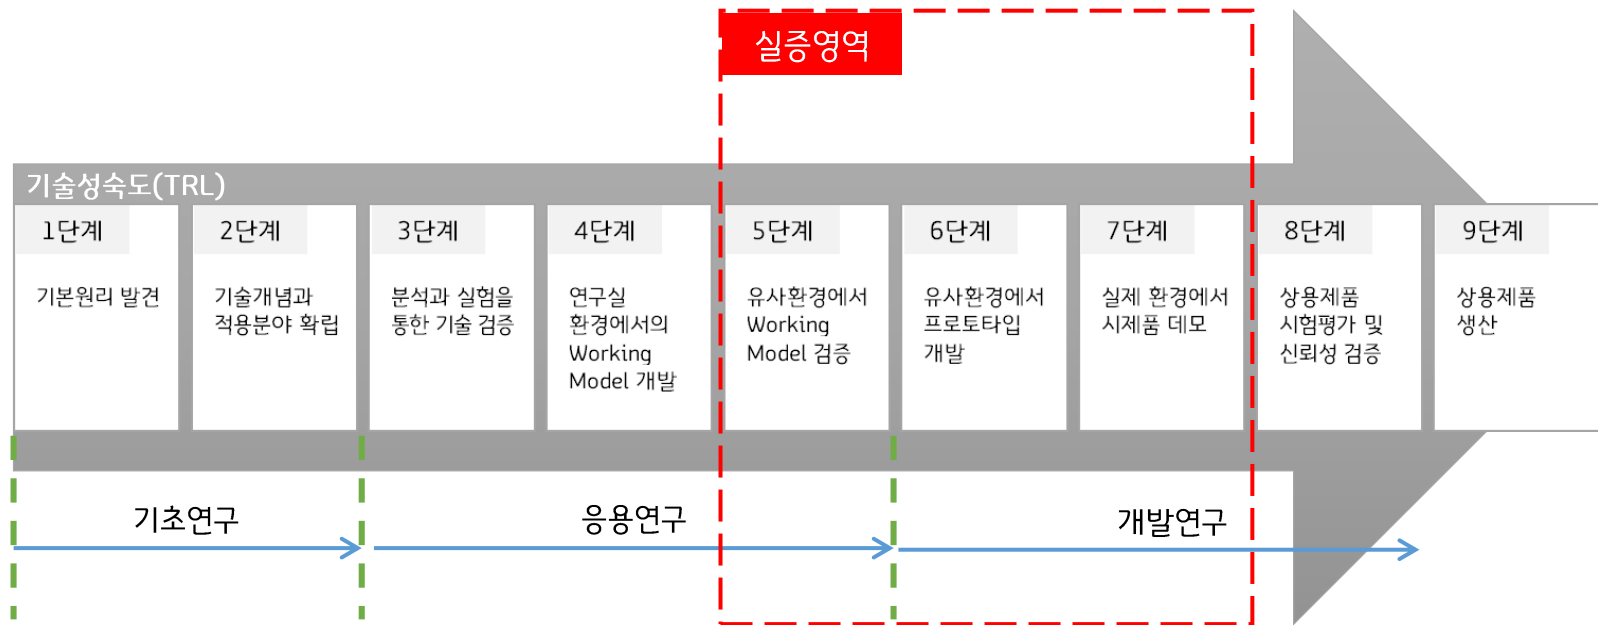 실증영역
기술성숙도(TRL)
1단계
기본원리 발견
2단계
기술개념과
적용분야 확립
3단계
분석과 실험을
통한 기술 검증
4단계
연구실
환경에서의
Working
Model 개발
5단계
유사환경에서
Working
Model 검증
6단계
유사환경에서
프로토타입
개발
7단계
실제 환경에서
시제품 데모
8단계
상용제품
시험평가 및
신뢰성 검증
9단계
상용제품
생산
기초연구
응용연구
개발연구